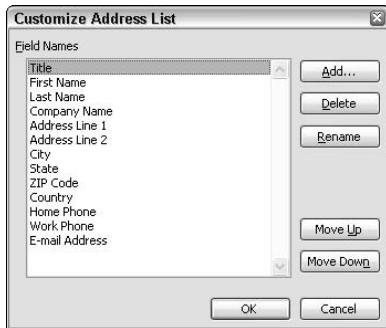 Customize Address List
Field Names
Title
First Name
Last Name
Company Name
Address Line 1
Address Line 2
City
State
ZIP Code
Country
Home Phone
Work Phone
E-mail Address
Add...
Delete
Rename
Move Up
Move Down
OK
Cancel